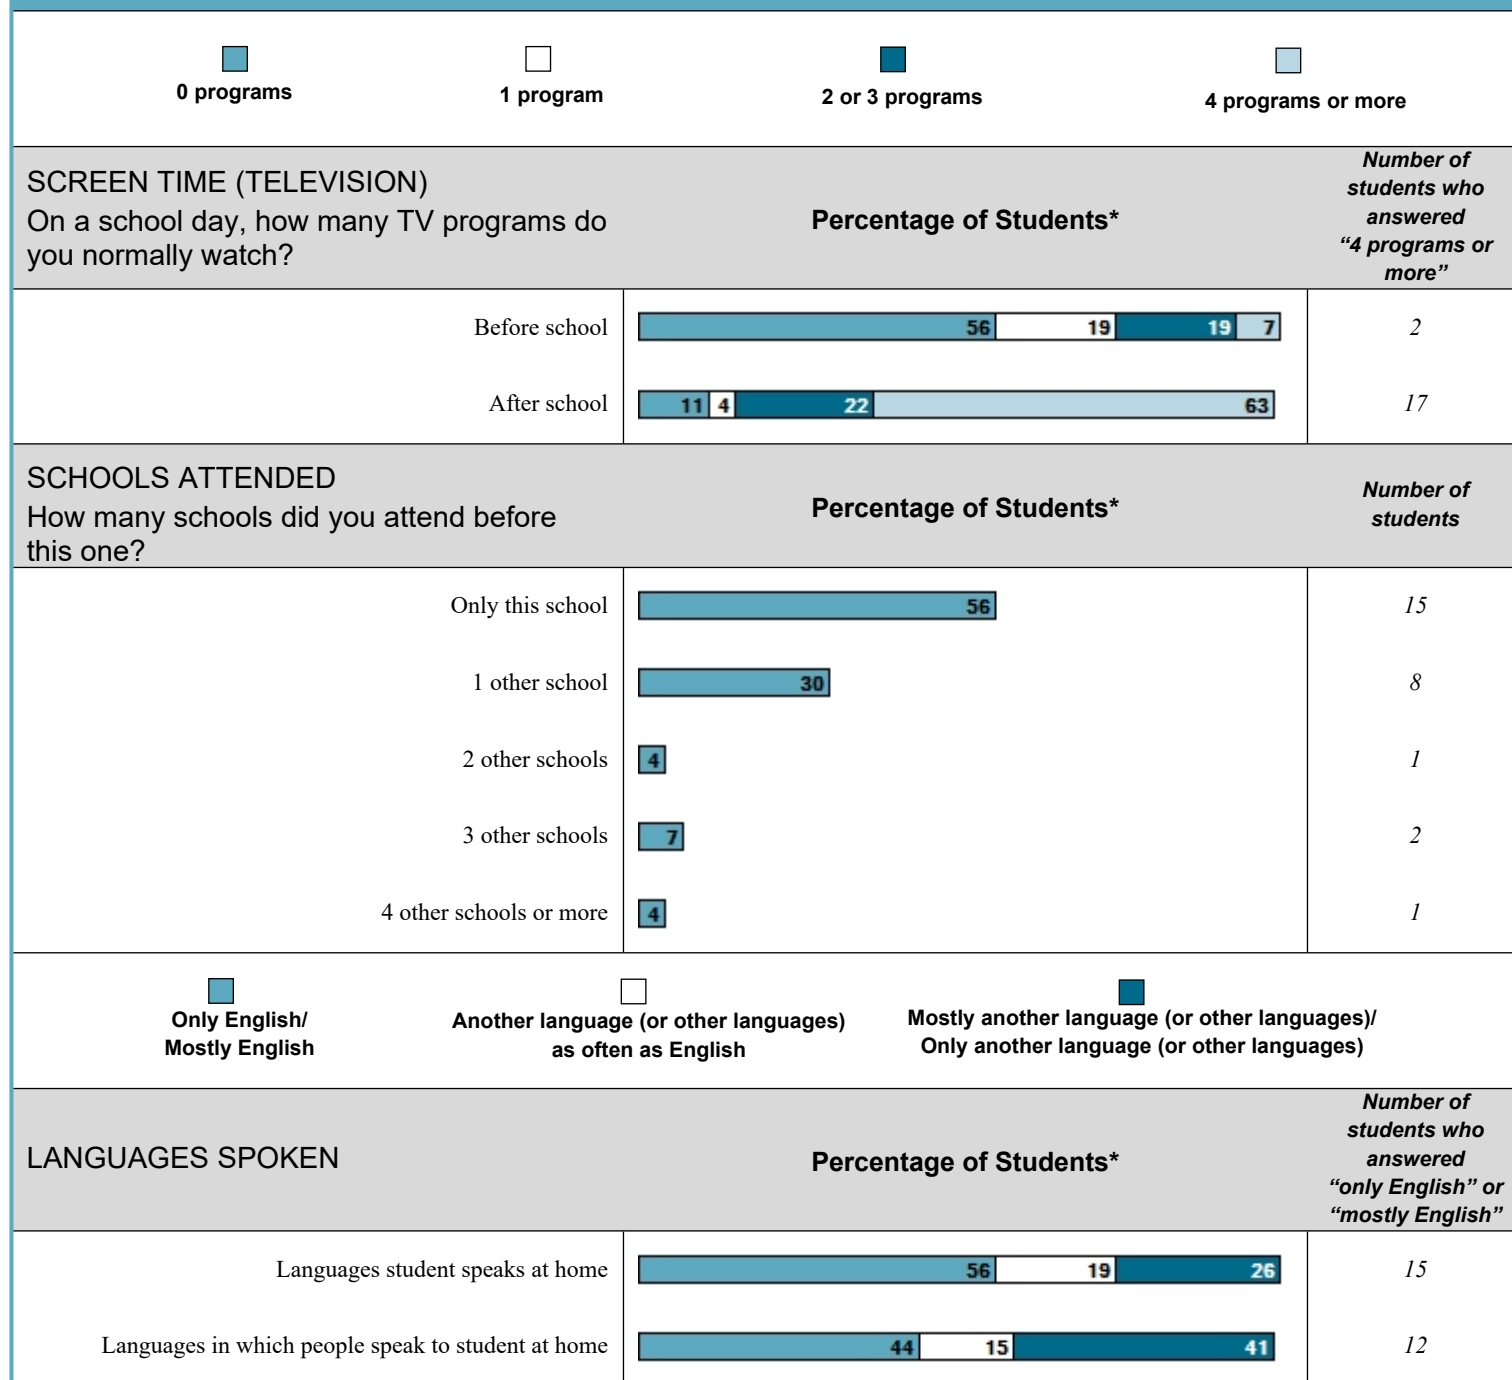 0 programs
1 program
2 or 3 programs
4 programs or more
SCREEN TIME (TELEVISION)
On a school day, how many TV programs do
you normally watch?
Percentage of Students*
Number of
students who
answered
“4 programs or
more”
Before school
56 19 19 7
2
After school
11 4 22 63
17
SCHOOLS ATTENDED
How many schools did you attend before
this one?
Percentage of Students*
Number of
students
Only this school
56
15
1 other school
30
8
2 other schools
4
1
3 other schools
7
2
4 other schools or more
4
1
Only English/
Mostly English
Another language (or other languages)
as often as English
Mostly another language (or other languages)/
Only another language (or other languages)
LANGUAGES SPOKEN
Percentage of Students*
Number of
students who
answered
“only English” or
“mostly English”
Languages student speaks at home
56 19 26
15
Languages in which people speak to student at home
44 15 41
12